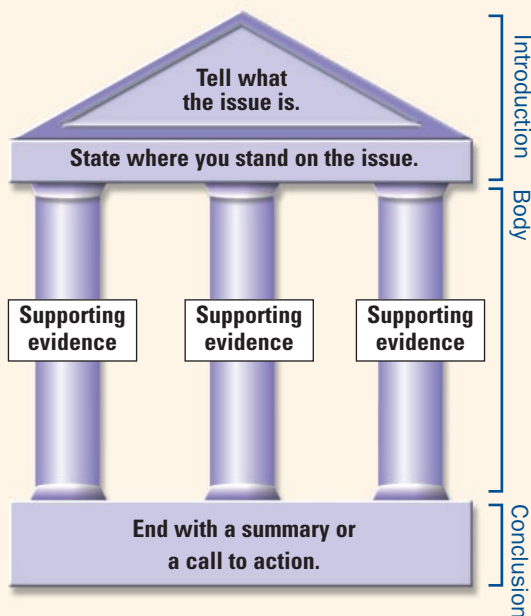 Tell what
the issue is.
State where you stand on the issue.
Introduction
Supporting
evidence
Supporting
evidence
Supporting
evidence
Body
End with a summary or
a call to action.
Conclusion